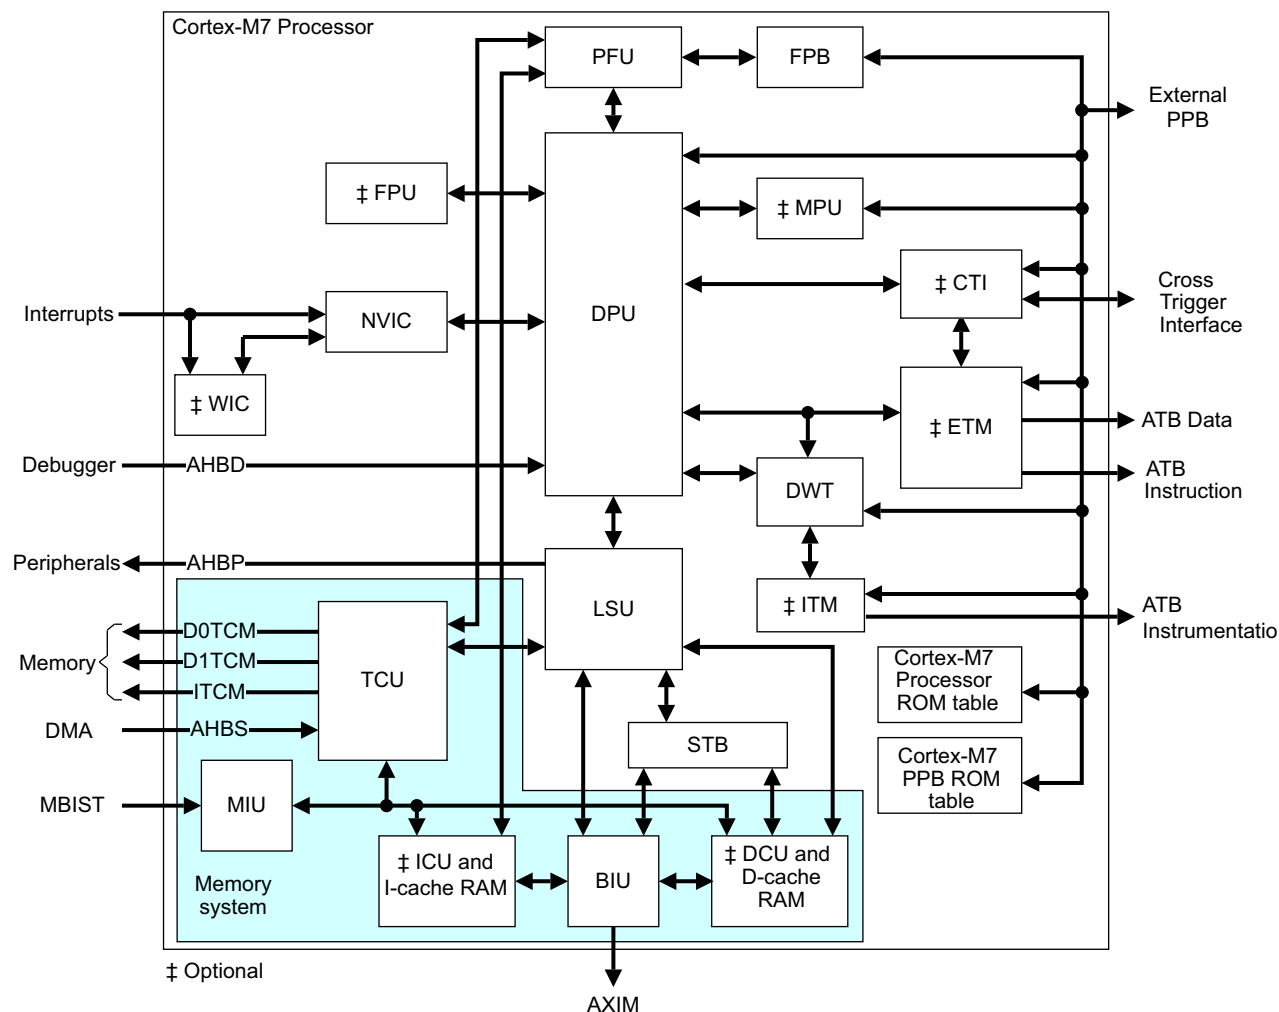 Cortex-M7 Processor
PFU
FPB
External
PPB
‡ FPU
‡ MPU
‡ CTI
Cross
Trigger
Interface
Interrupts
NVIC
DPU
‡ WIC
‡ ETM
ATB Data
Debugger
AHBD
DWT
ATB
Instruction
Peripherals
AHBP
LSU
‡ ITM
ATB
Instrumentatio
D0TCM
Memory
D1TCM
ITCM
TCU
Cortex-M7
Processor
ROM table
DMA
AHBS
STB
Cortex-M7
PPB ROM
table
MBIST
MIU
‡ ICU and
I-cache RAM
BIU
‡ DCU and
D-cache
RAM
Memory
system
‡ Optional
AXIM